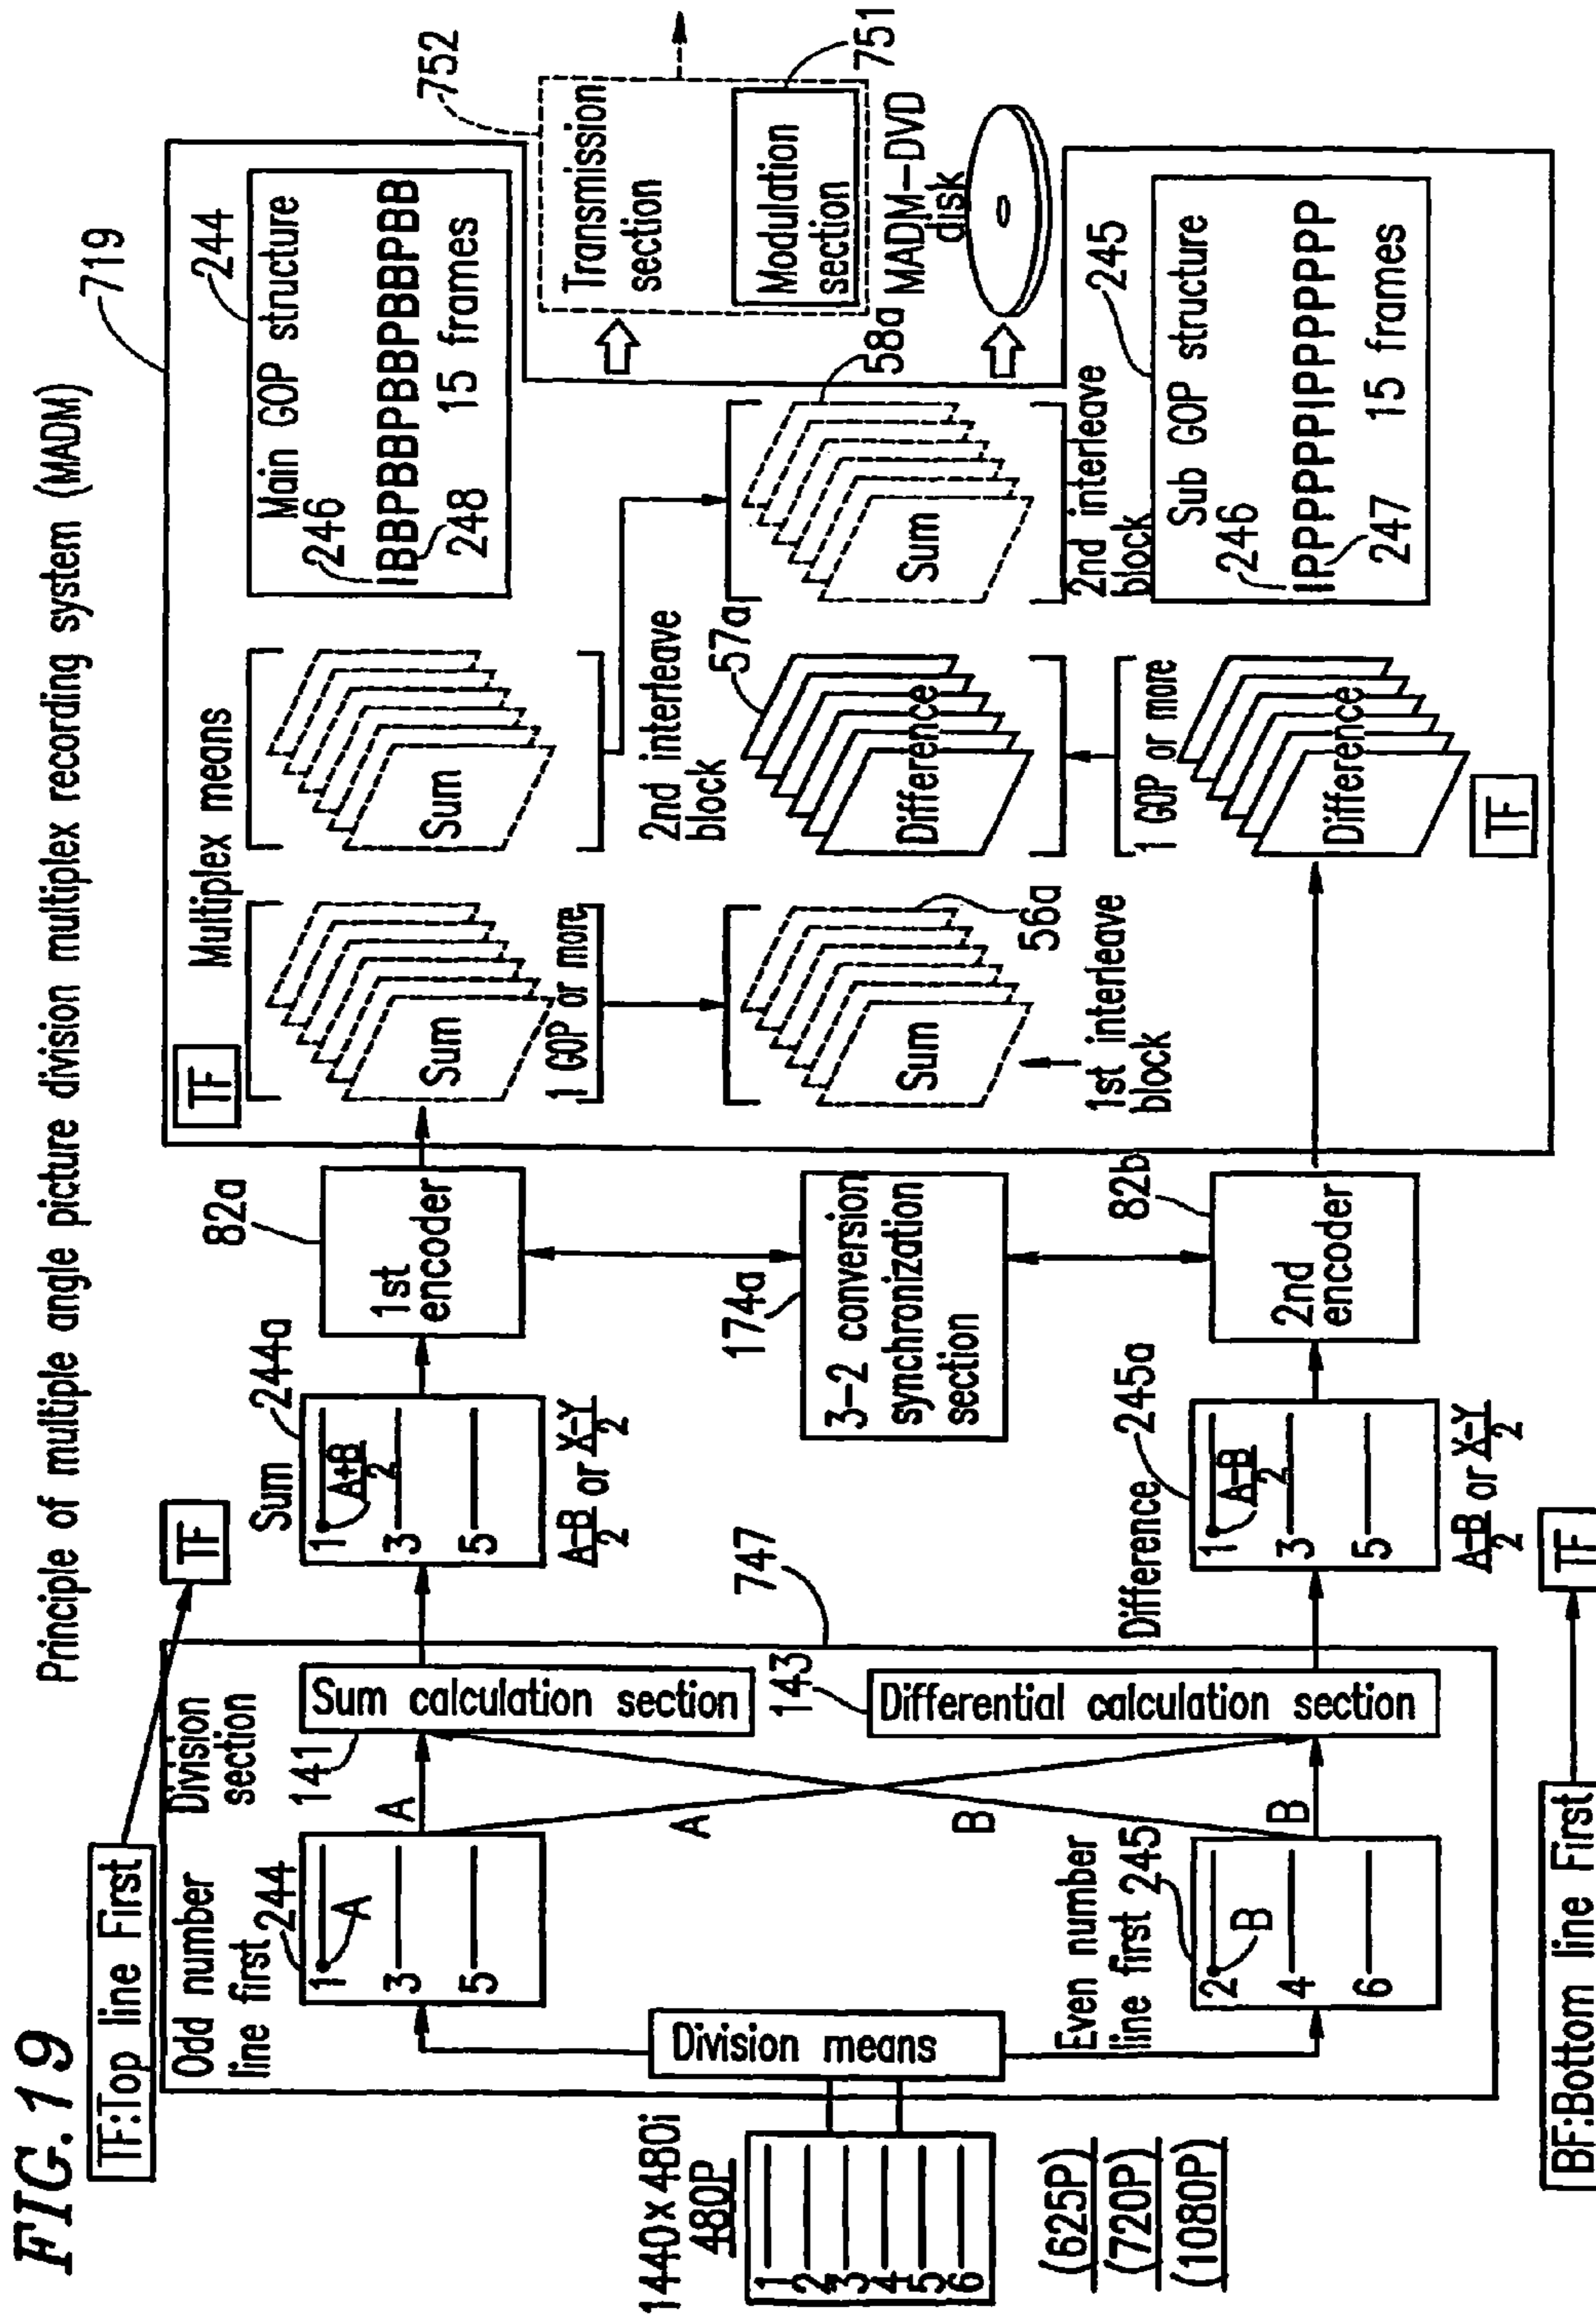 FIG. 19
Principle of multiple angle picture division multiplex recording system (MADM)
TF:Top line First
TF
719
Division
section
Odd number
line first 244
1
A
3
5
141
A
Sum calculation section
A
B
143
Differential calculation section
747
1440x480i
480P
1
2
3
4
5
6
(625P)
(720P)
(1080P)
Division means
Even number
line first 245
2
B
4
6
B
Sum
244a
1
A+B
2
3
5
A-B
2
or
X-Y
2
82a
1st
encoder
174a
3-2 conversion
synchronization
section
Difference
245a
1
A-B
2
3
5
A-B
2
or
X-Y
2
82b
2nd
encoder
TF
Multiplex means
Sum
1 GOP or more
Sum
2nd interleave
block
Sum
56a
1st interleave
block
57a
Difference
1 GOP or more
Difference
TF
58a
Sum
2nd interleave
block
244
Main GOP structure
246
IBBPBBPBBPBBPBB
248
15 frames
752
Transmission
section
Modulation
section
751
MADM-DVD
disk
245
Sub GOP structure
246
IPPPPPPIPPPPPPP
247
15 frames
BF:Bottom line First
TF